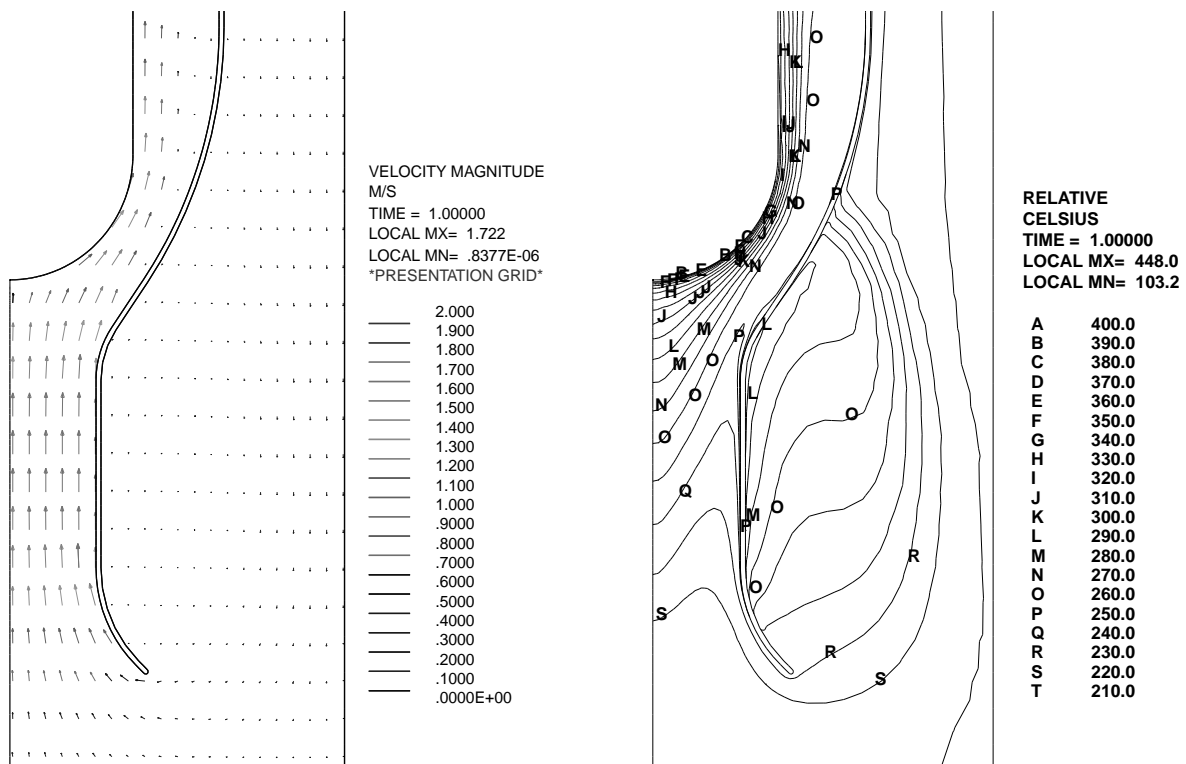 VELOCITY MAGNITUDE
M/S
TIME = 1.00000
LOCAL MX= 1.722
LOCAL MN= .8377E-06
*PRESENTATION GRID*
2.000
1.900
1.800
1.700
1.600
1.500
1.400
1.300
1.200
1.100
1.000
.9000
.8000
.7000
.6000
.5000
.4000
.3000
.2000
.1000
.0000E+00
RELATIVE
CELSIUS
TIME = 1.00000
LOCAL MX= 448.0
LOCAL MN= 103.2
A 400.0
B 390.0
C 380.0
D 370.0
E 360.0
F 350.0
G 340.0
H 330.0
I 320.0
J 310.0
K 300.0
L 290.0
M 280.0
N 270.0
O 260.0
P 250.0
Q 240.0
R 230.0
S 220.0
T 210.0